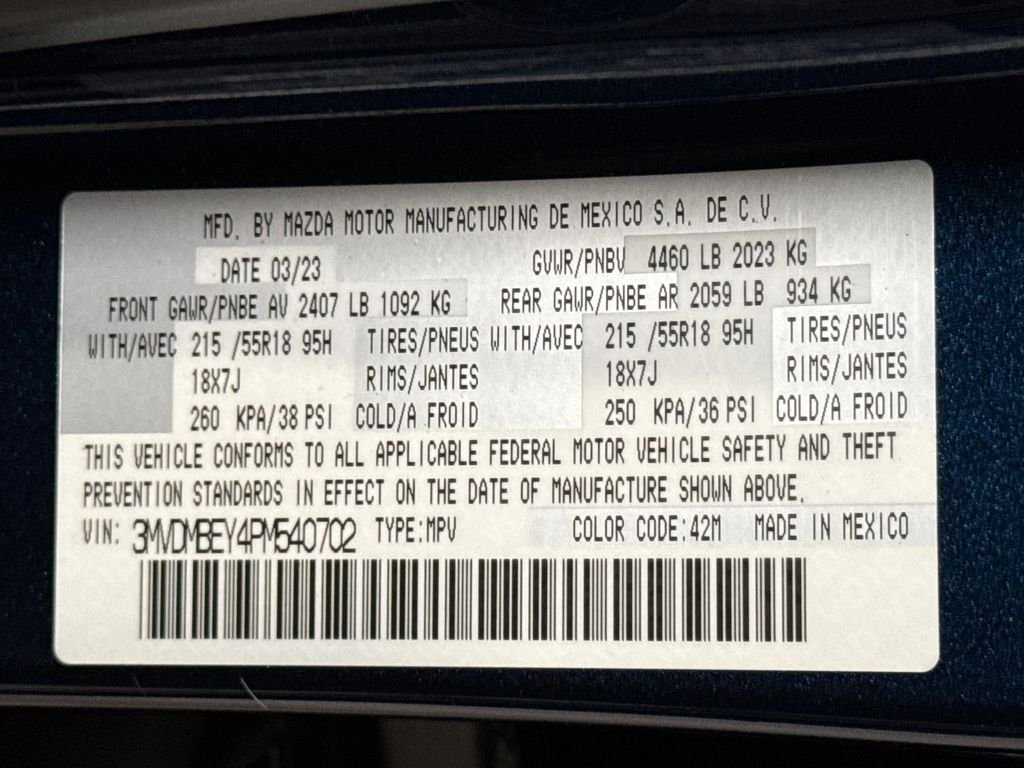 MFD. BY MAZDA MOTOR MANUFACTURING DE MEXICO S.A. DE C.V.
DATE 03/23 GVWR/PNBV 4460 LB 2023 KG
FRONT GAWR/PNBE AV 2407 LB 1092 KG REAR GAWR/PNBE AR 2059 LB 934 KG
WITH/AVEC 215 /55R18 95H TIRES/PNEUS WITH/AVEC 215 /55R18 95H TIRES/PNEUS
18X7J RIMS/JANTES 18X7J RIMS/JANTES
260 KPA/38 PSI COLD/A FROID 250 KPA/36 PSI COLD/A FROID
THIS VEHICLE CONFORMS TO ALL APPLICABLE FEDERAL MOTOR VEHICLE SAFETY AND THEFT
PREVENTION STANDARDS IN EFFECT ON THE DATE OF MANUFACTURE SHOWN ABOVE.
VIN: 3MVDMBEY4PM540702 TYPE:MPV COLOR CODE:42M MADE IN MEXICO